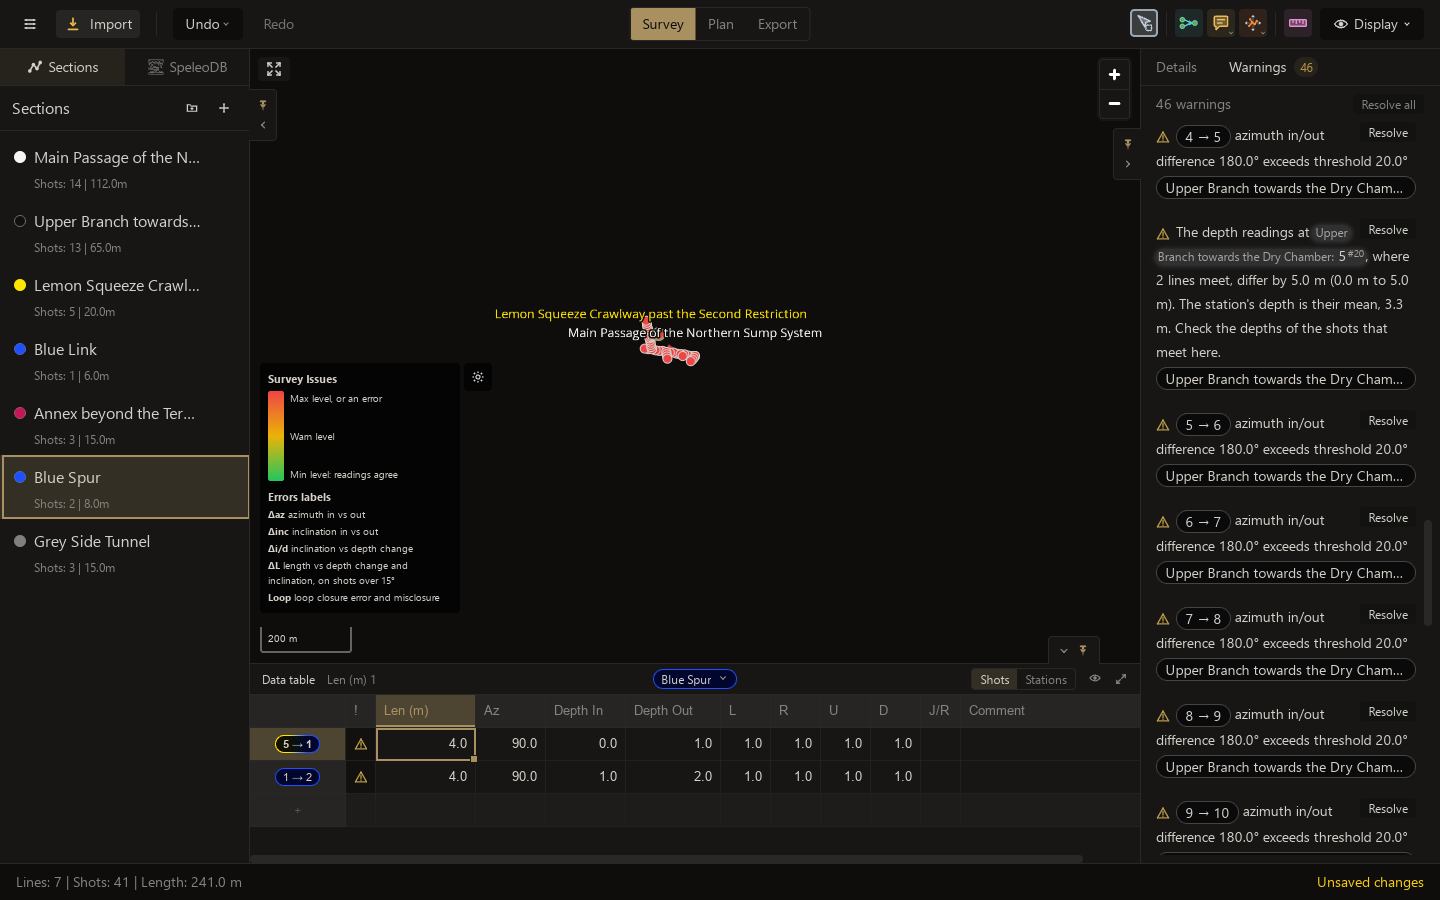 Import
Undo
Redo
Survey
Plan
Export
Display
Sections
SpeleoDB
Details
Warnings 46
Sections
46 warnings
Resolve all
Main Passage of the N...
Shots: 14 | 112.0m
Upper Branch towards...
Shots: 13 | 65.0m
Lemon Squeeze Crawl...
Shots: 5 | 20.0m
Blue Link
Shots: 1 | 6.0m
Annex beyond the Ter...
Shots: 3 | 15.0m
Blue Spur
Shots: 2 | 8.0m
Grey Side Tunnel
Shots: 3 | 15.0m
Lemon Squeeze Crawlway past the Second Restriction
Main Passage of the Northern Sump System
Survey Issues
Max level, or an error
Warn level
Min level: readings agree
Errors labels
Δaz azimuth in vs out
Δinc inclination in vs out
Δi/d inclination vs depth change
ΔL length vs depth change and
inclination, on shots over 15°
Loop loop closure error and misclosure
200 m
4 → 5 azimuth in/out Resolve
difference 180.0° exceeds threshold 20.0°
Upper Branch towards the Dry Cham...
The depth readings at Upper Resolve
Branch towards the Dry Chamber: 5 #20, where
2 lines meet, differ by 5.0 m (0.0 m to 5.0
m). The station's depth is their mean, 3.3
m. Check the depths of the shots that
meet here.
Upper Branch towards the Dry Cham...
5 → 6 azimuth in/out Resolve
difference 180.0° exceeds threshold 20.0°
Upper Branch towards the Dry Cham...
6 → 7 azimuth in/out Resolve
difference 180.0° exceeds threshold 20.0°
Upper Branch towards the Dry Cham...
7 → 8 azimuth in/out Resolve
difference 180.0° exceeds threshold 20.0°
Upper Branch towards the Dry Cham...
8 → 9 azimuth in/out Resolve
difference 180.0° exceeds threshold 20.0°
Upper Branch towards the Dry Cham...
9 → 10 azimuth in/out Resolve
difference 180.0° exceeds threshold 20.0°
Data table Len (m) 1
Blue Spur
Shots
Stations
! Len (m) Az Depth In Depth Out L R U D J/R Comment
5 → 1 4.0 90.0 0.0 1.0 1.0 1.0 1.0 1.0
1 → 2 4.0 90.0 1.0 2.0 1.0 1.0 1.0 1.0
+
Lines: 7 | Shots: 41 | Length: 241.0 m
Unsaved changes